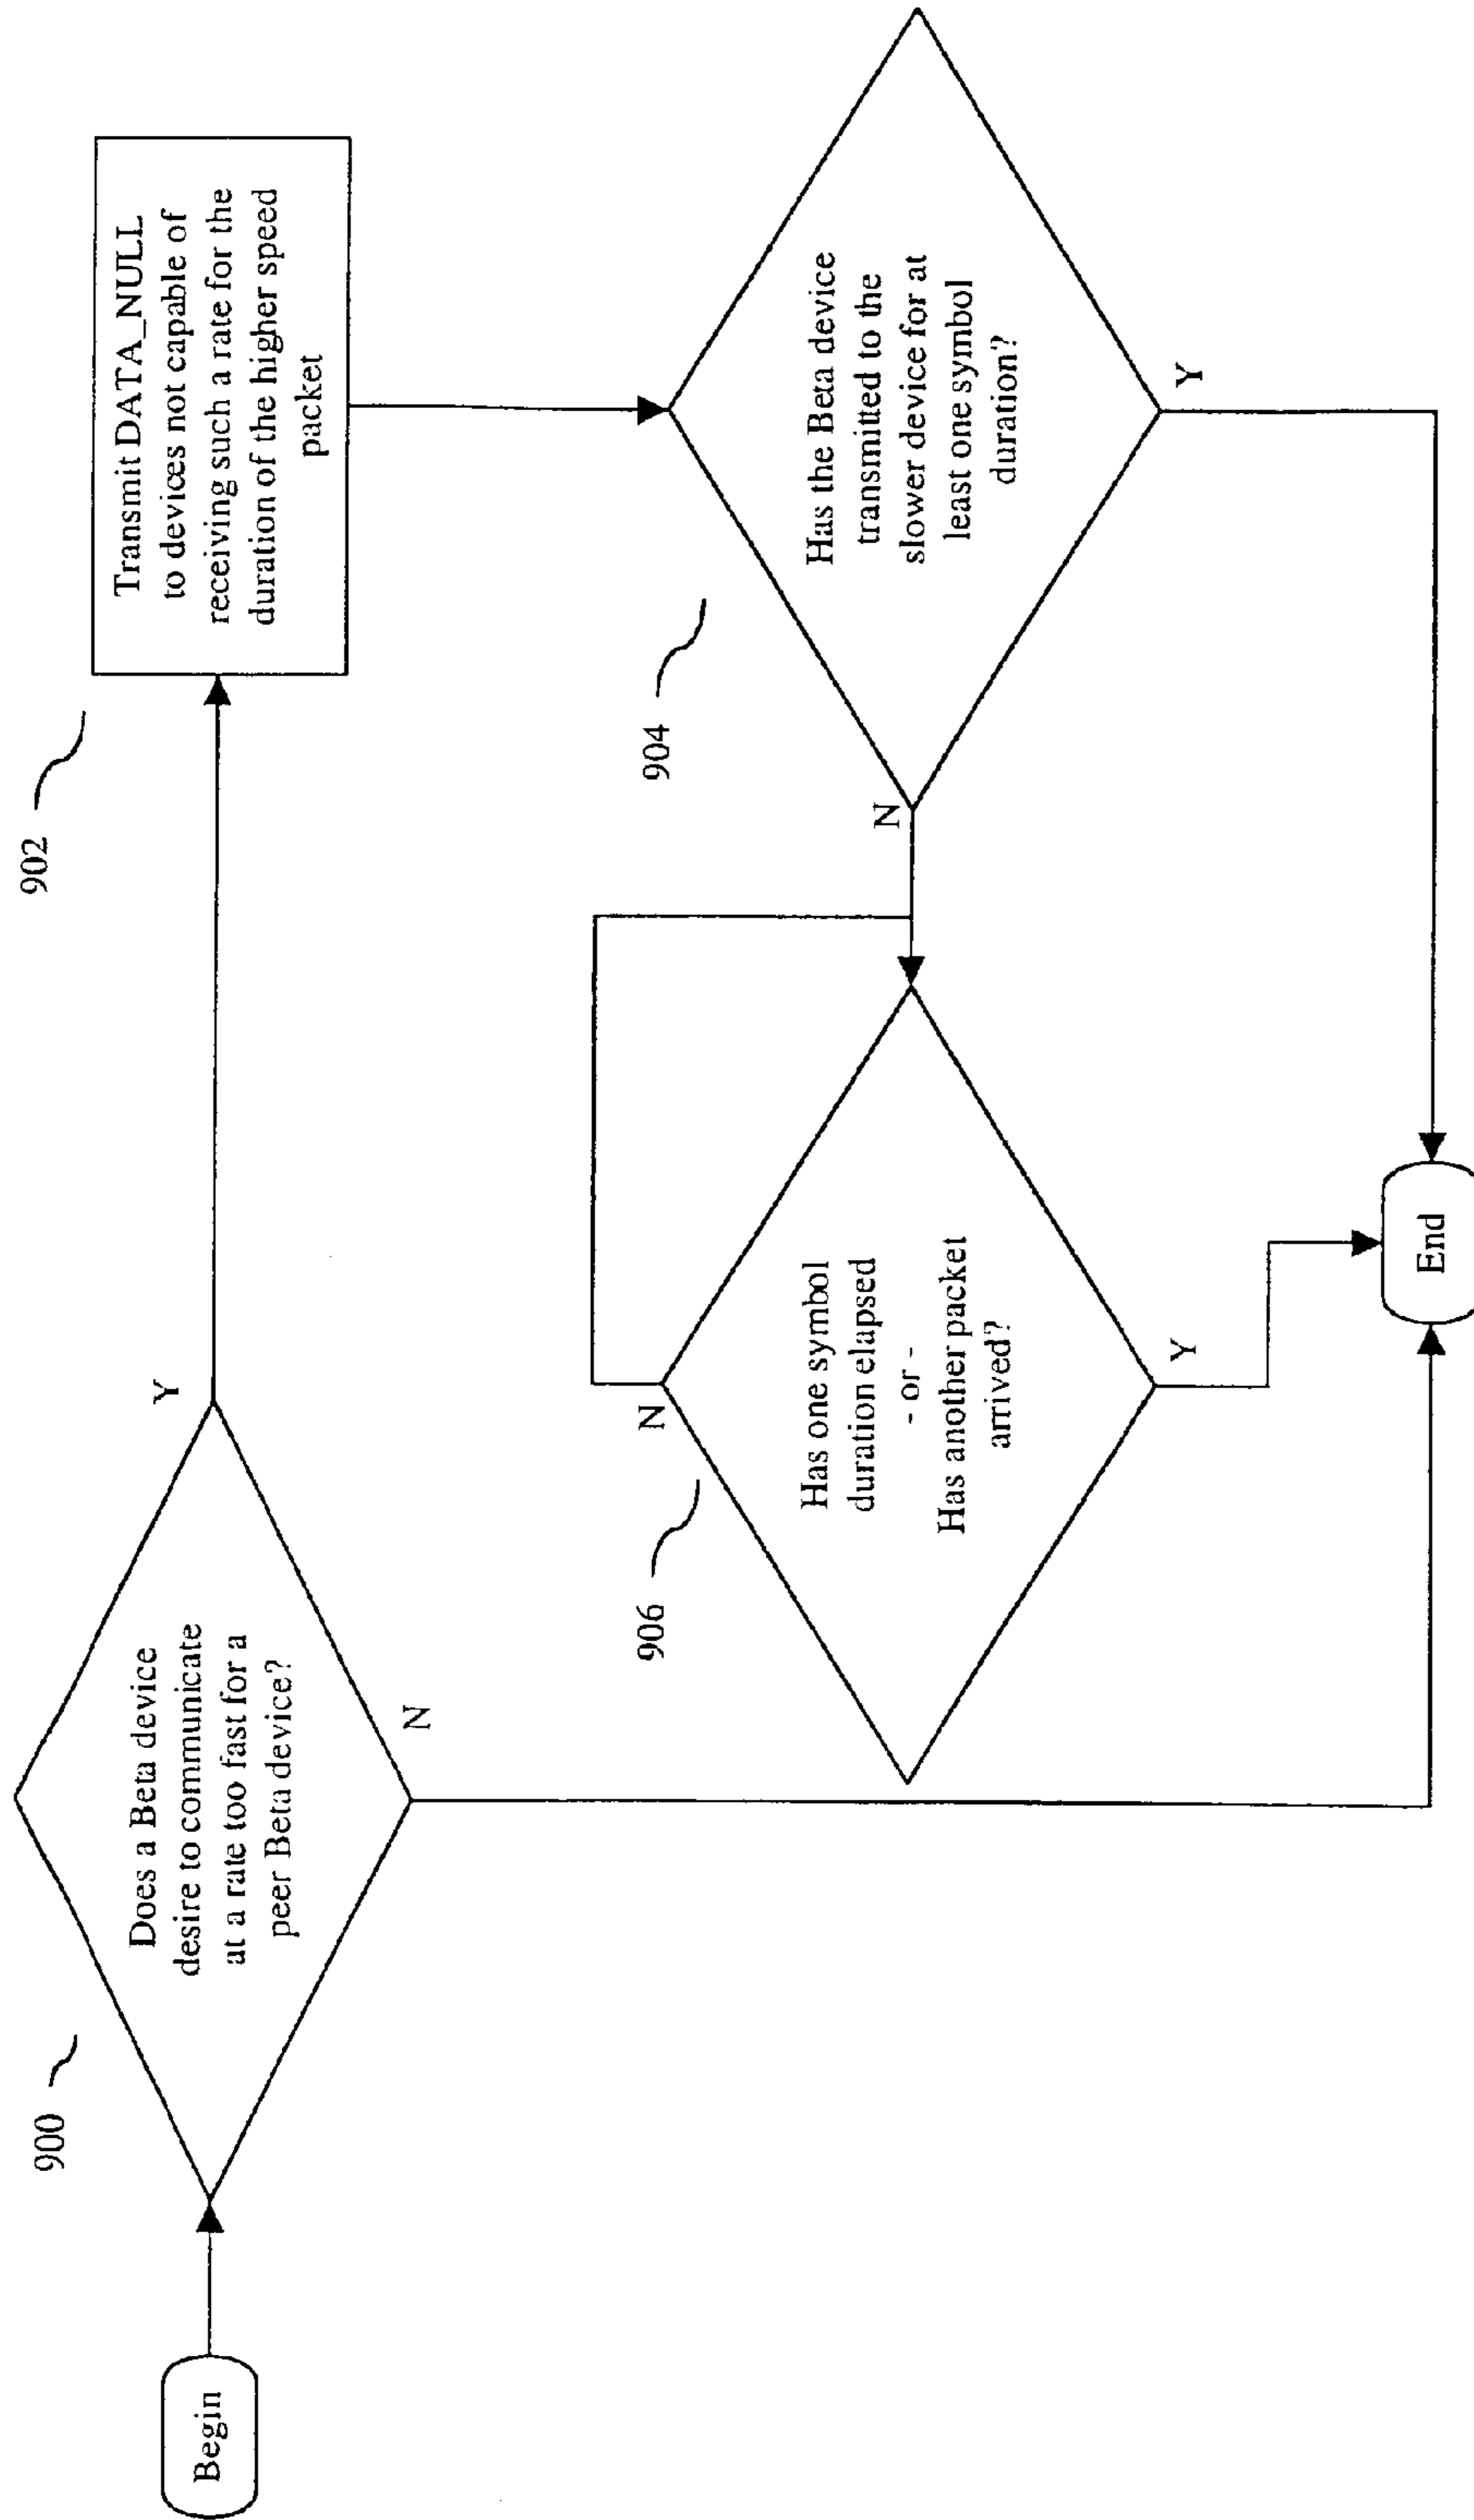 Begin
900
Does a Beta device
desire to communicate
at a rate too fast for a
peer Beta device?
Y
N
902
Transmit DATA_NULL
to devices not capable of
receiving such a rate for the
duration of the higher speed
packet
904
Has the Beta device
transmitted to the
slower device for at
least one symbol
duration?
N
Y
906
Has one symbol
duration elapsed
- or -
Has another packet
arrived?
N
Y
End